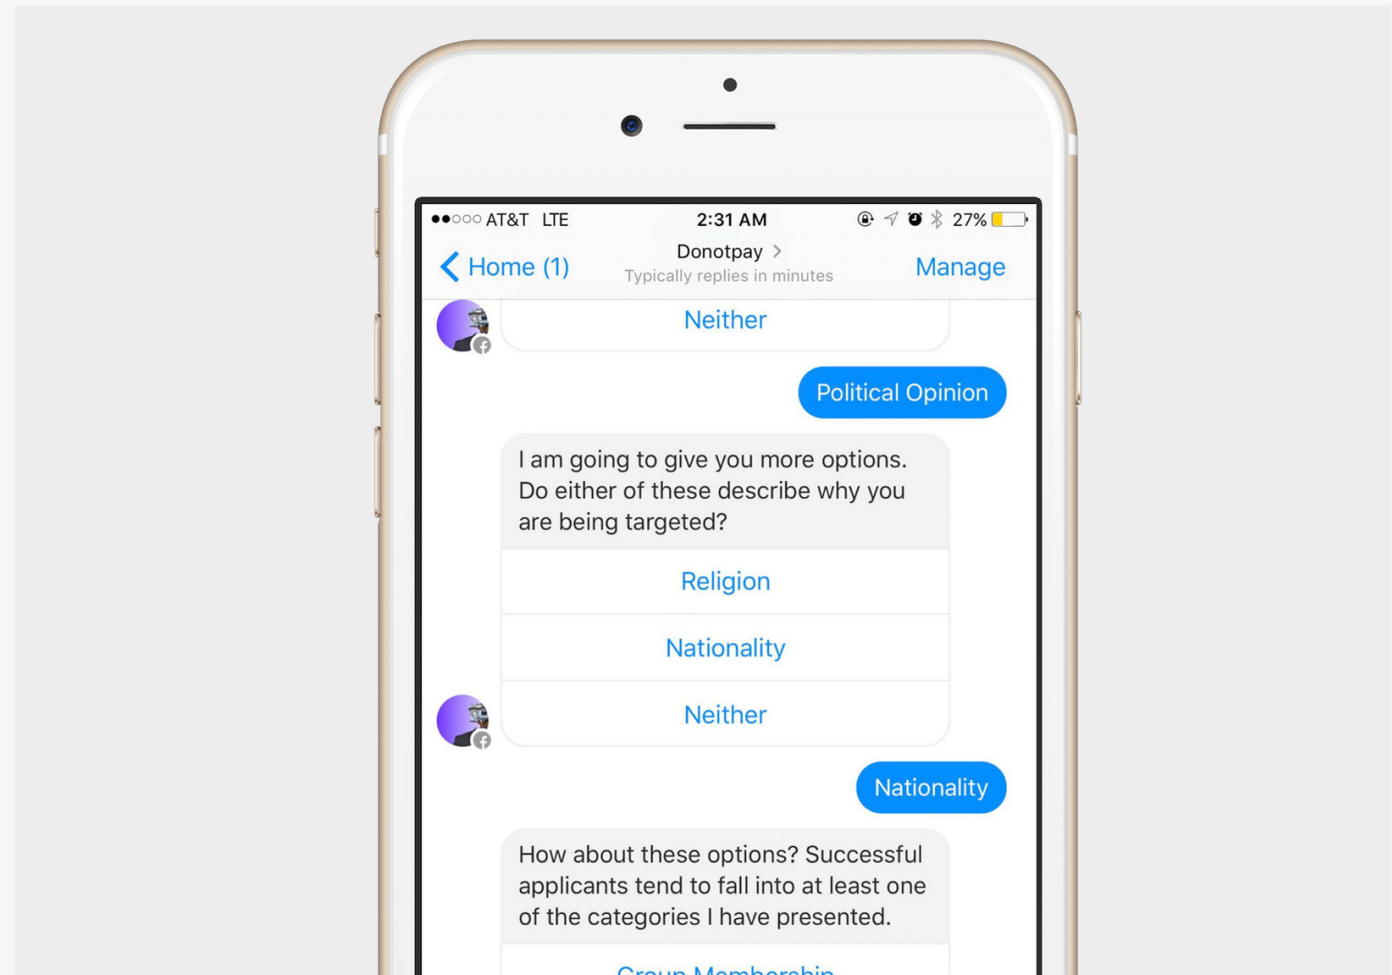 AT&T LTE 2:31 AM 27%
Home (1) Donotpay Manage
Typically replies in minutes
Neither
Political Opinion
I am going to give you more options.
Do either of these describe why you
are being targeted?
Religion
Nationality
Neither
Nationality
How about these options? Successful
applicants tend to fall into at least one
of the categories I have presented.
Group Membership